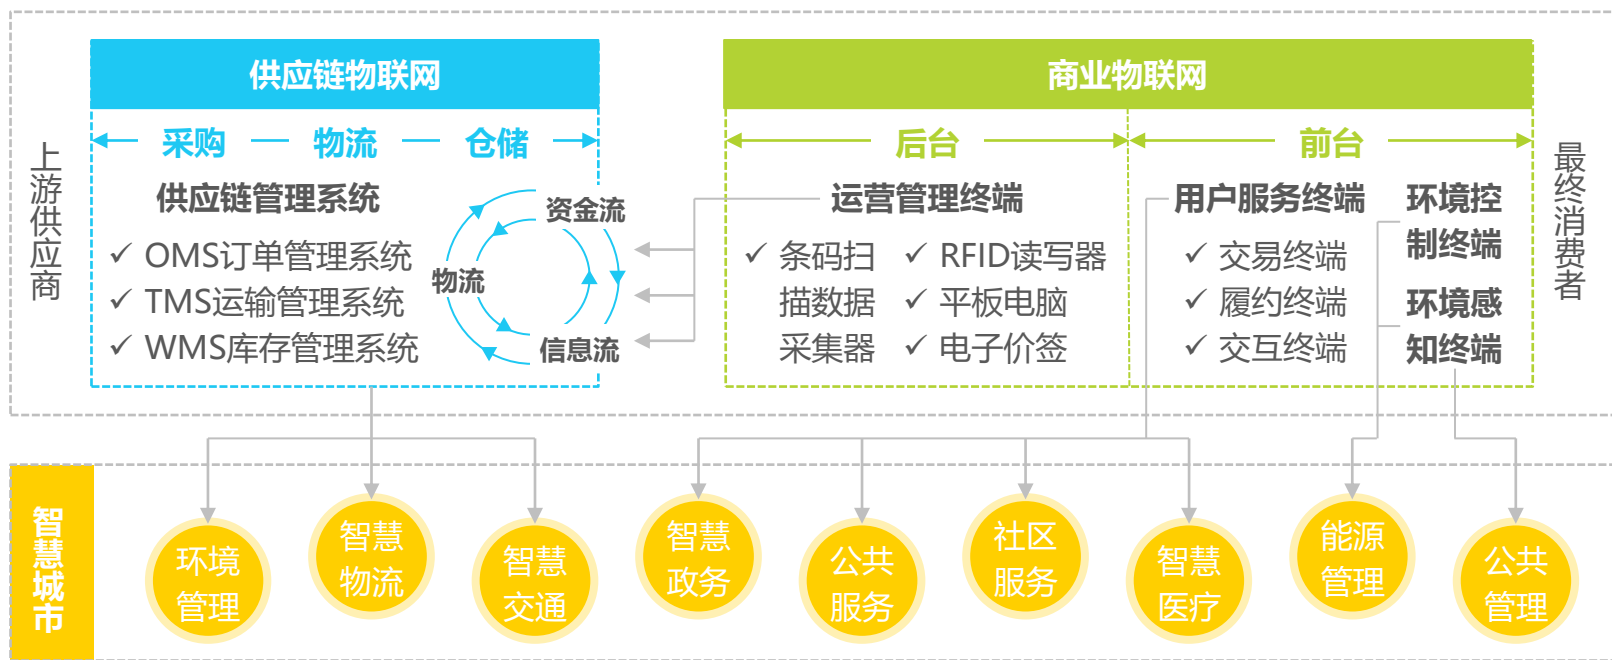 供应链物联网
商业物联网
上游供应商
采购
物流
仓储
后台
前台
最终消费者
供应链管理系统
✓ OMS订单管理系统
✓ TMS运输管理系统
✓ WMS库存管理系统
资金流
物流
信息流
运营管理终端
✓ 条码扫
描数据
采集器
✓ RFID读写器
✓ 平板电脑
✓ 电子价签
用户服务终端
✓ 交易终端
✓ 履约终端
✓ 交互终端
环境控
制终端
环境感
知终端
智慧城市
环境
管理
智慧
物流
智慧
交通
智慧
政务
公共
服务
社区
服务
智慧
医疗
能源
管理
公共
管理